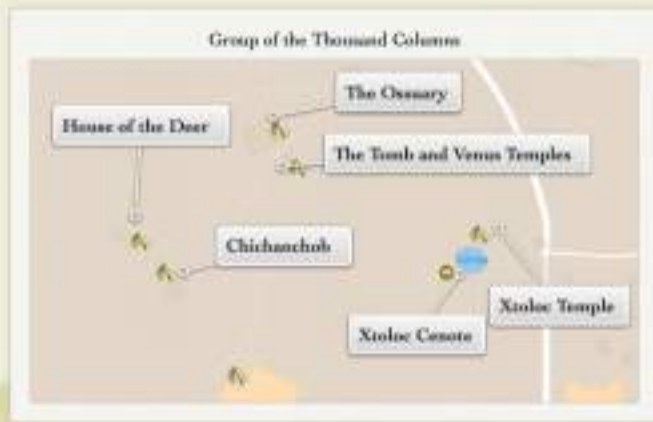 Group of the Thousand Columns
The Ossuary
House of the Deer
The Tomb and Venus Temples
Chichanchob
Xtoloc Temple
Xtoloc Cenote